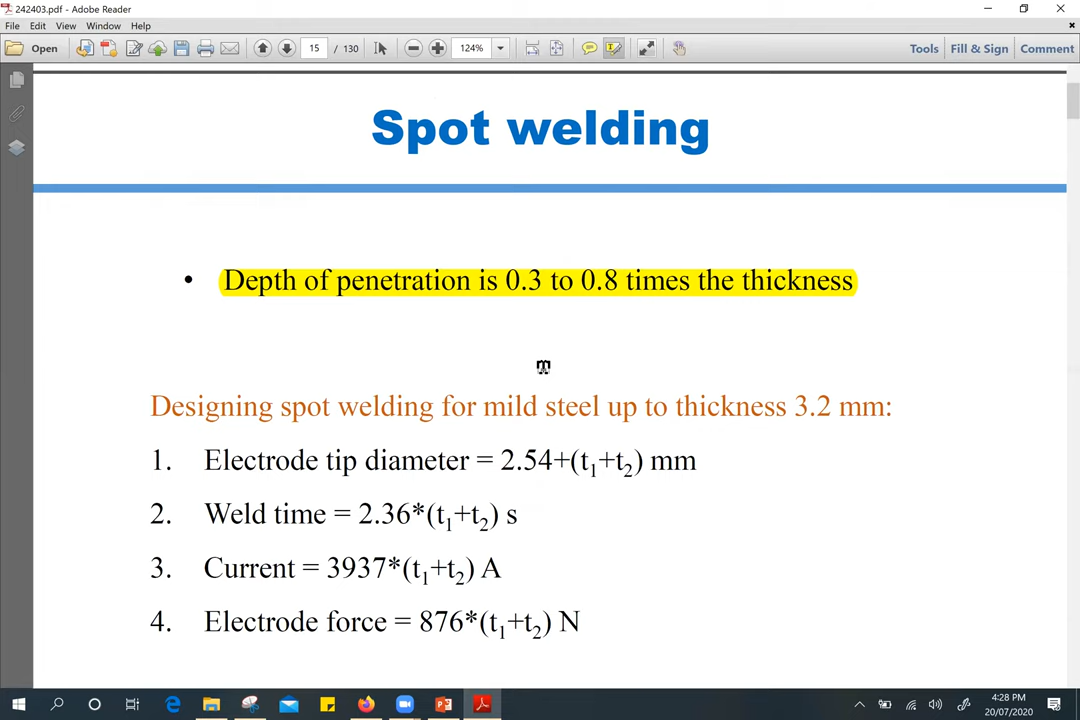 242403.pdf - Adobe Reader
File Edit View Window Help
Open 15 / 130 124% Tools Fill & Sign Comment
Spot welding
• Depth of penetration is 0.3 to 0.8 times the thickness
Designing spot welding for mild steel up to thickness 3.2 mm:
1. Electrode tip diameter = 2.54+(t₁+t₂) mm
2. Weld time = 2.36*(t₁+t₂) s
3. Current = 3937*(t₁+t₂) A
4. Electrode force = 876*(t₁+t₂) N
4:28 PM
20/07/2020